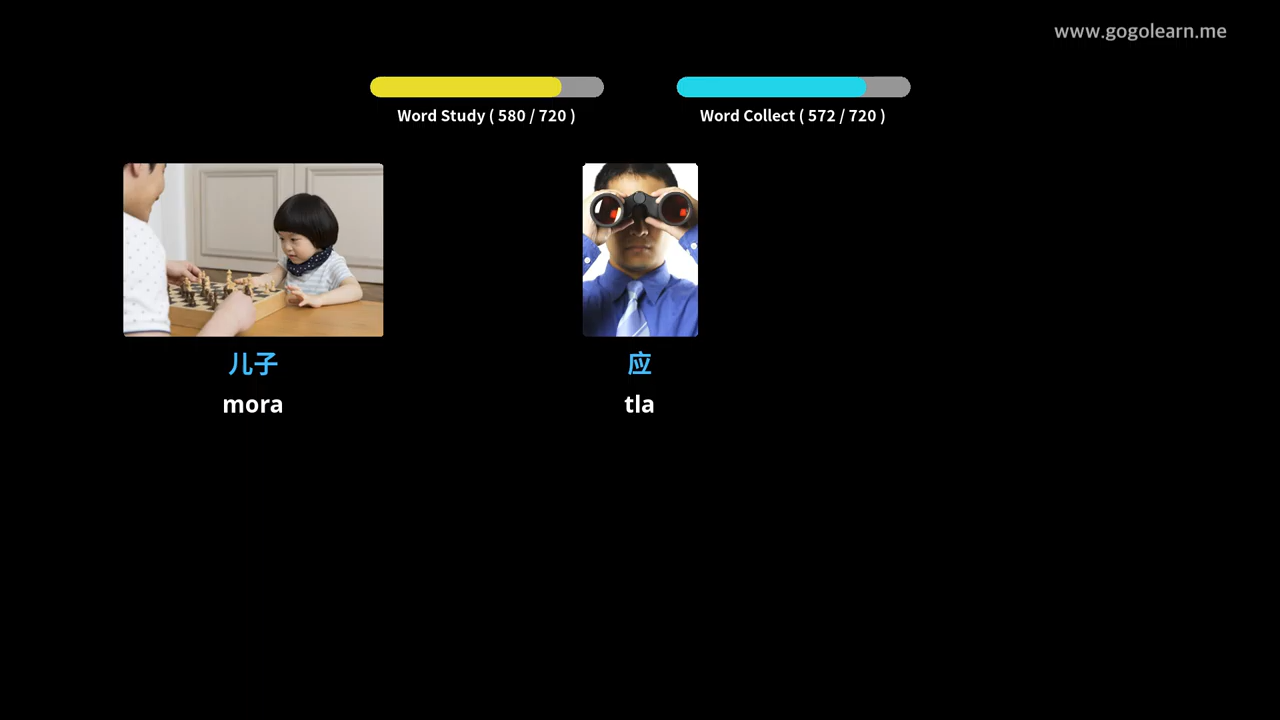 www.gogolearn.me
Word Study ( 580 / 720 )
Word Collect ( 572 / 720 )
儿子
应
mora
tla